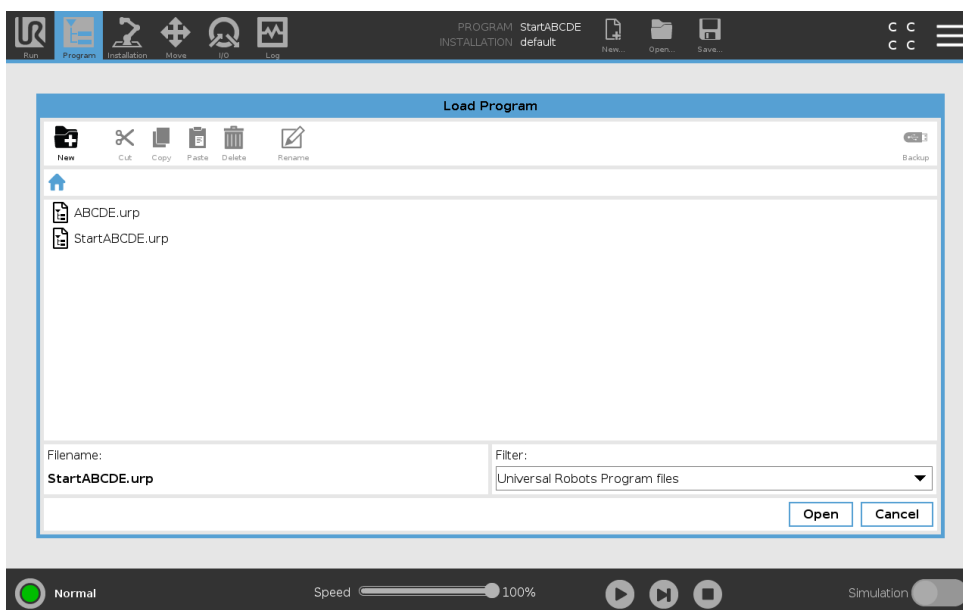 UR
Run
Program
Installation
Move
I/O
Log
PROGRAM StartABCDE
INSTALLATION default
New...
Open...
Save...
C C
C C
Load Program
New
Cut
Copy
Paste
Delete
Rename
Backup
ABCDE.urp
StartABCDE.urp
Filename:
StartABCDE.urp
Filter:
Universal Robots Program files
Open
Cancel
Normal
Speed
100%
Simulation